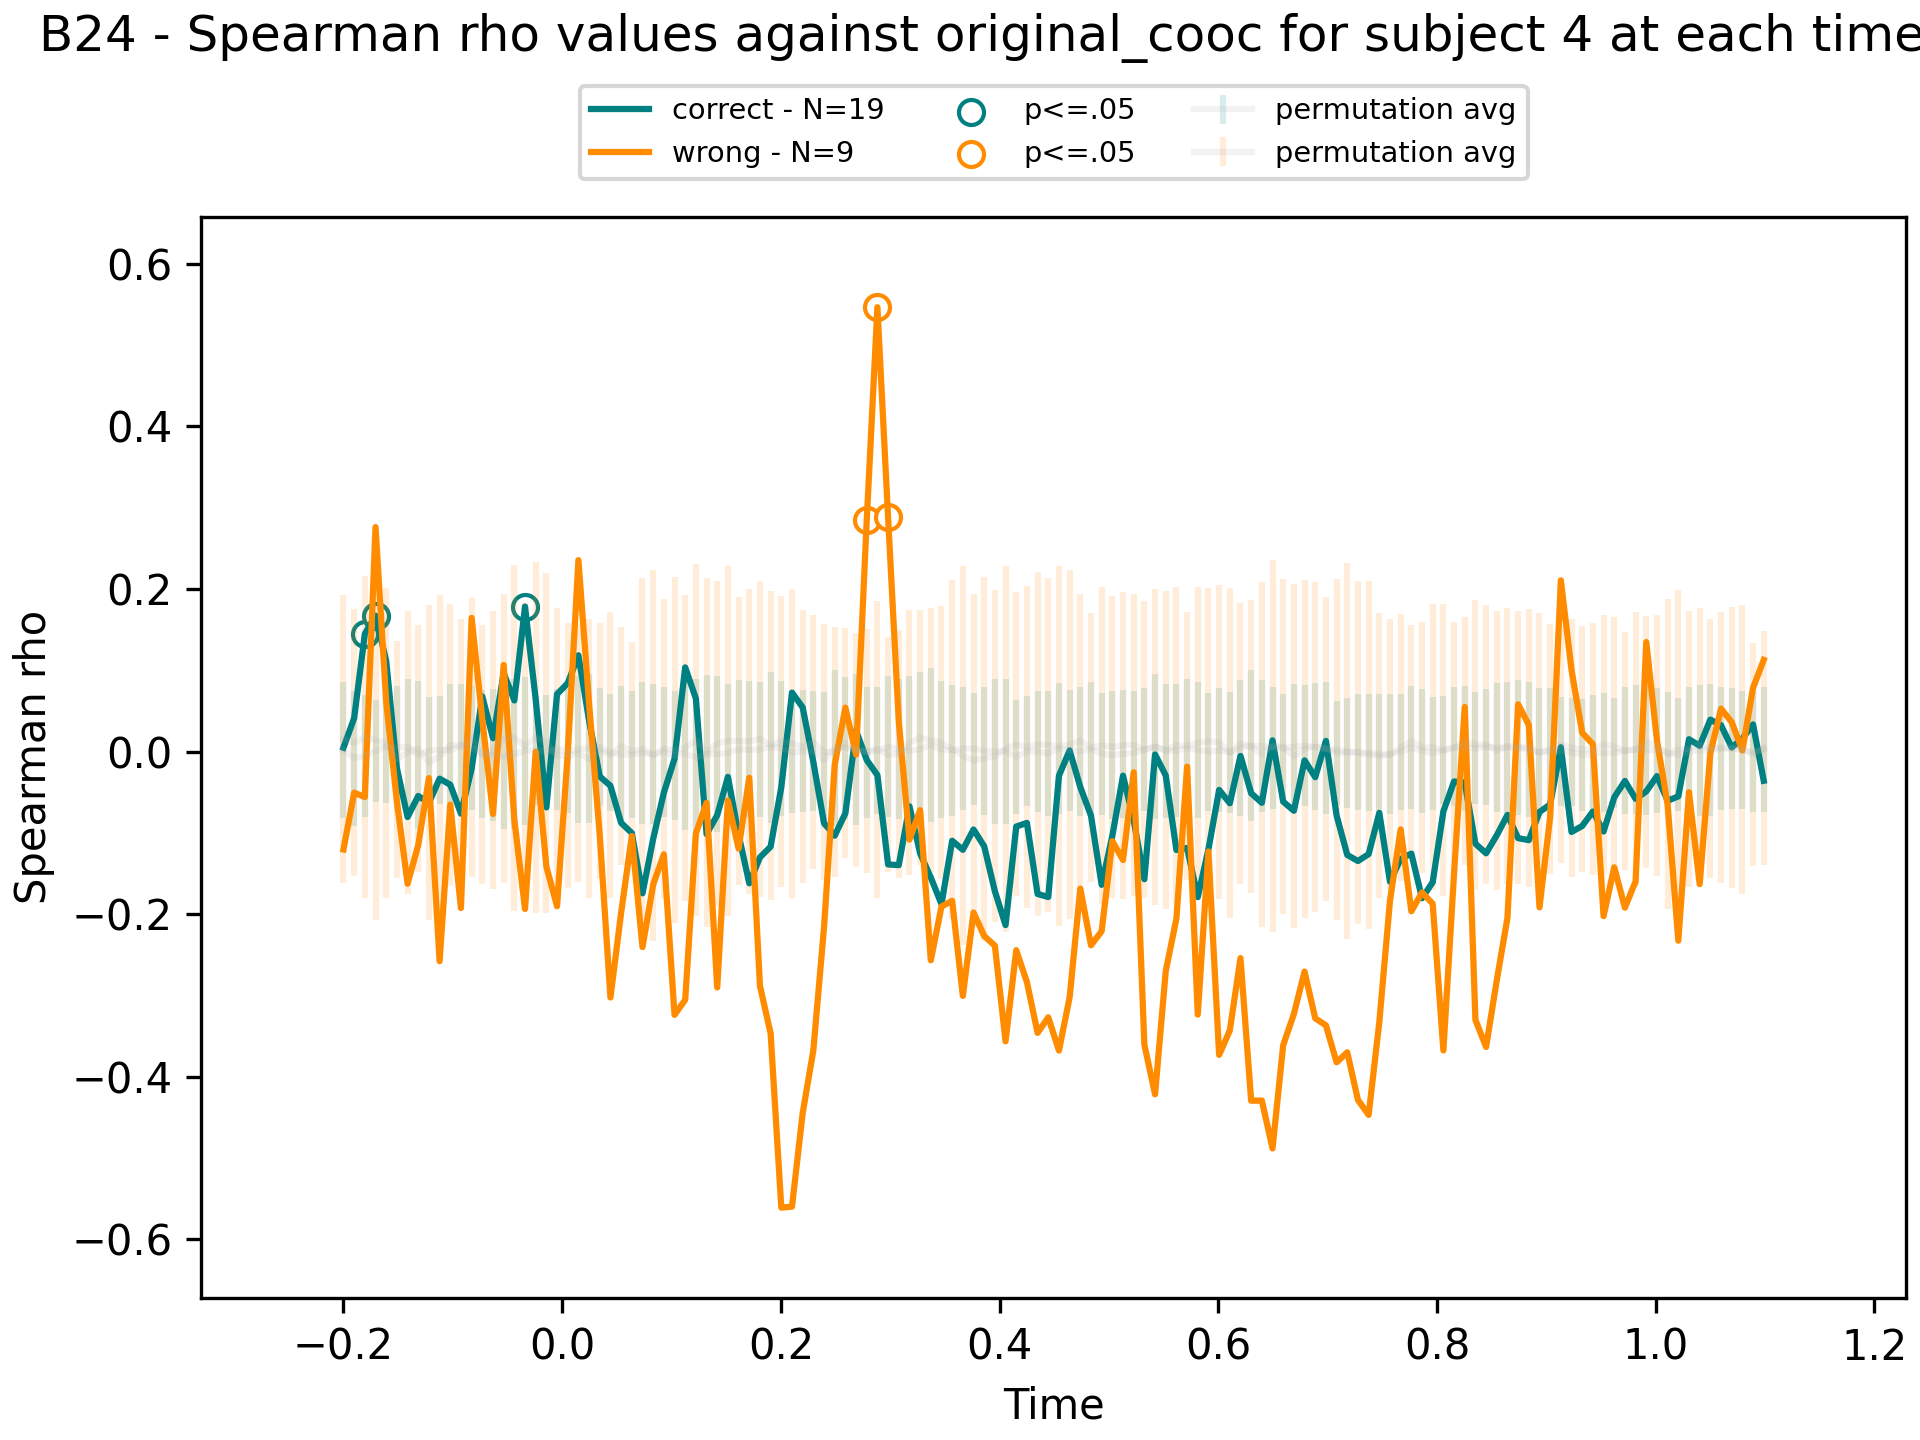 B24 - Spearman rho values against original_cooc for subject 4 at each time
correct - N=19 p<=.05 permutation avg
wrong - N=9 p<=.05 permutation avg
0.6
0.4
0.2
0.0
−0.2
−0.4
−0.6
Spearman rho
−0.2 0.0 0.2 0.4 0.6 0.8 1.0 1.2
Time